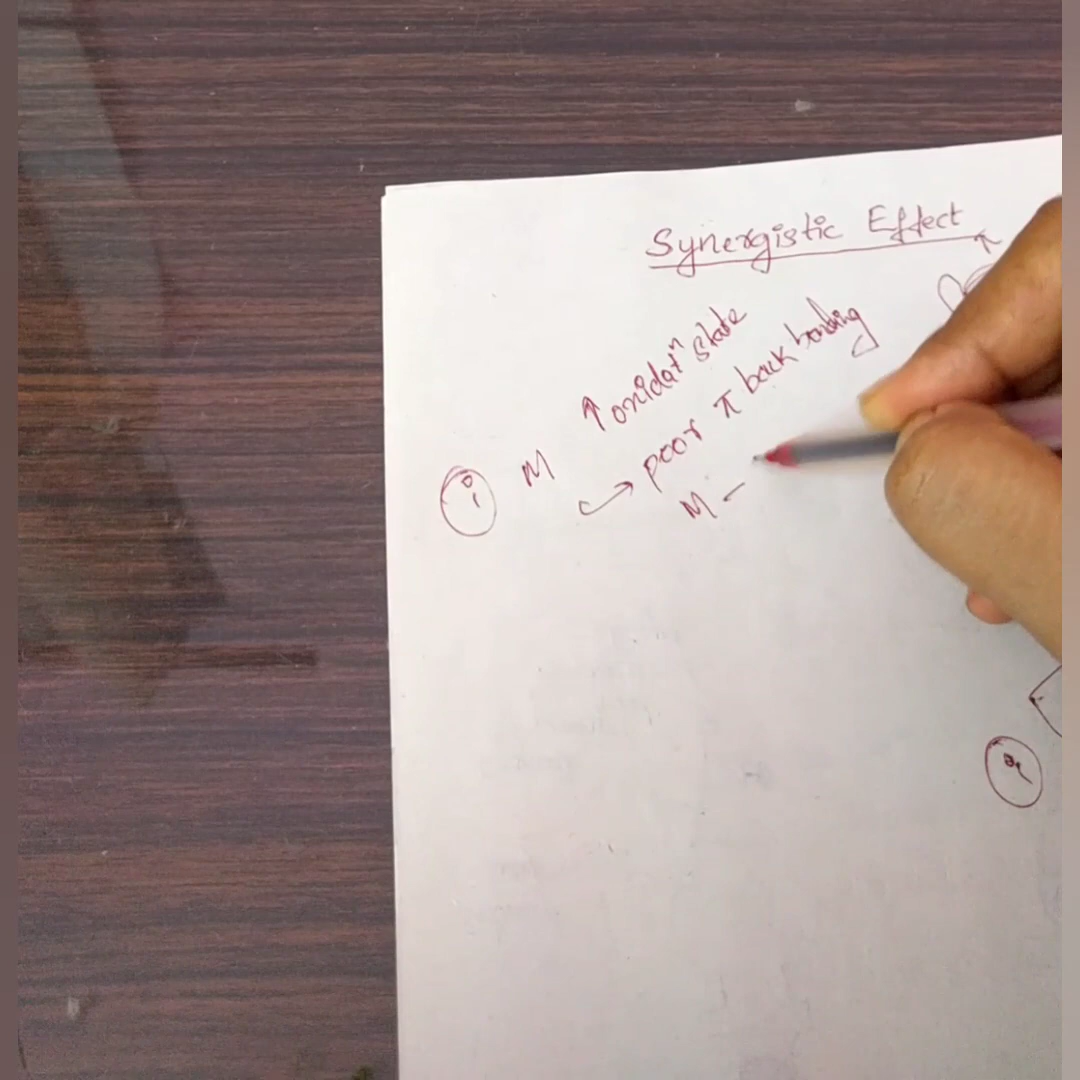 Synergistic Effect
π
(i) M ↑ oxidatⁿ state
↳ poor π back bonding
M –